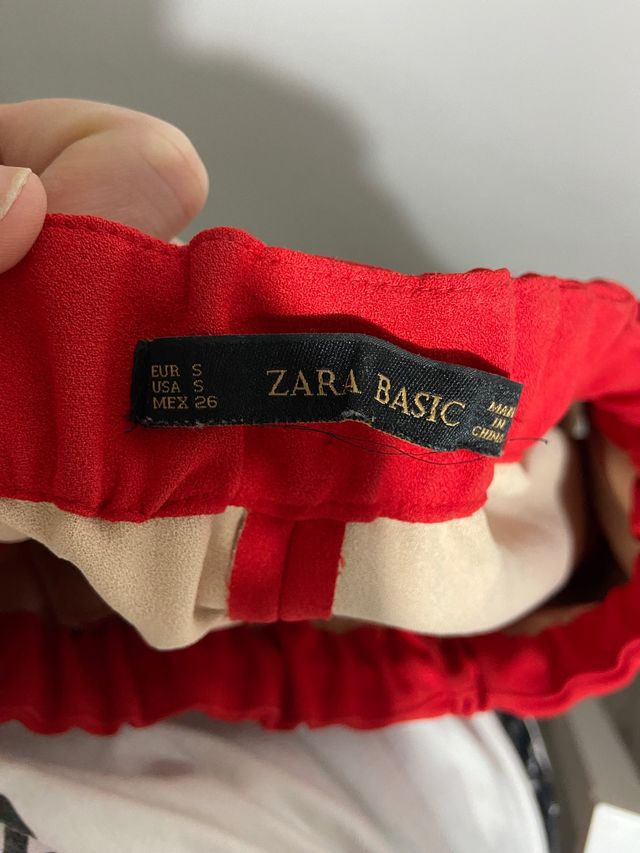 EUR S
USA S
MEX 26
ZARA BASIC
MADE
IN
CHINA